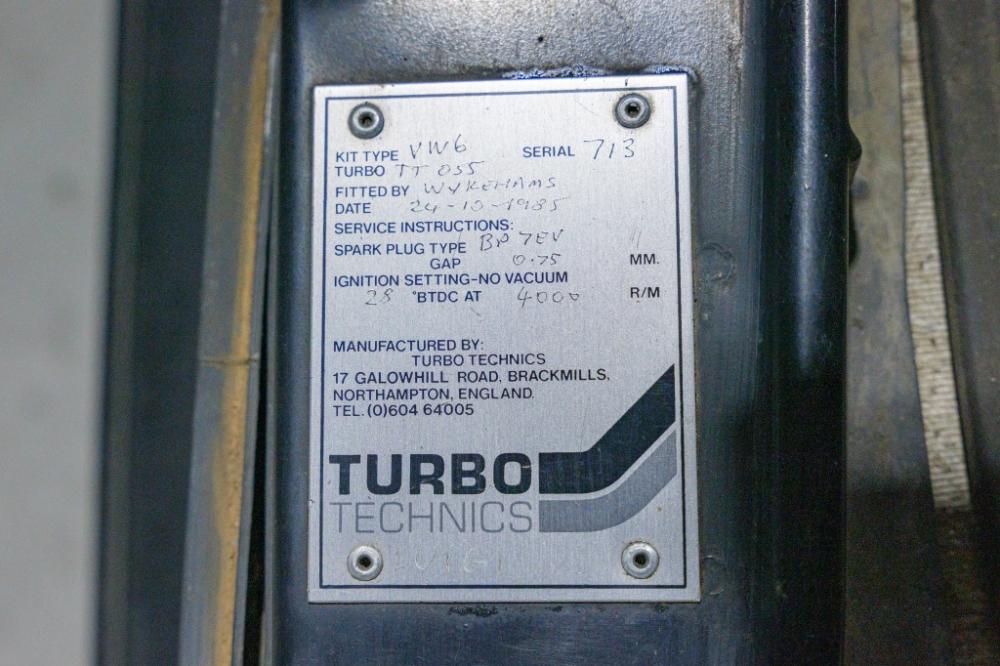 KIT TYPE VW6 SERIAL 713
TURBO TT 055
FITTED BY WYKEHAMS
DATE 24-10-1985
SERVICE INSTRUCTIONS:
SPARK PLUG TYPE BP 7EV
GAP 0.75 MM.
IGNITION SETTING-NO VACUUM
28 °BTDC AT 4000 R/M
MANUFACTURED BY:
TURBO TECHNICS
17 GALOWHILL ROAD, BRACKMILLS,
NORTHAMPTON, ENGLAND.
TEL. (0)604 64005
TURBO
TECHNICS